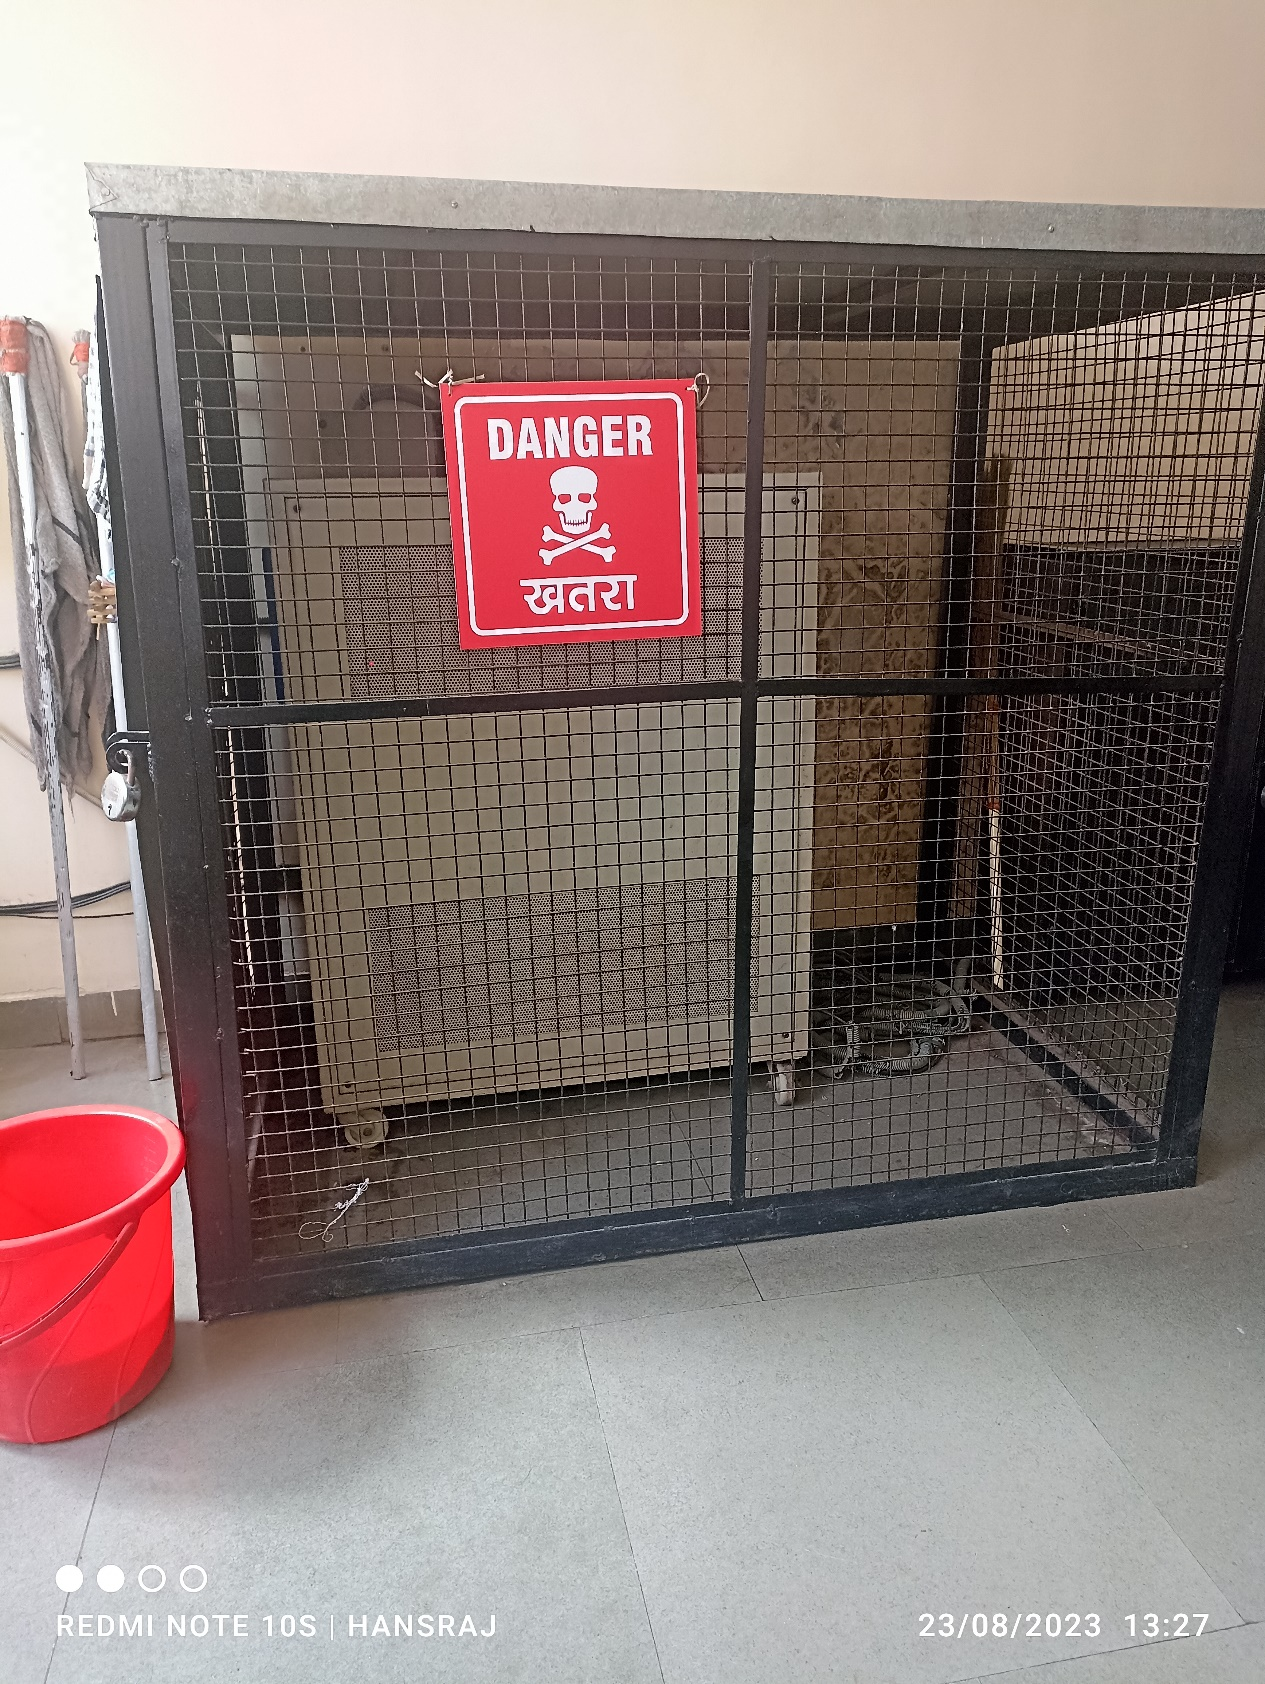 DANGER
खतरा
REDMI NOTE 10S | HANSRAJ
23/08/2023 13:27